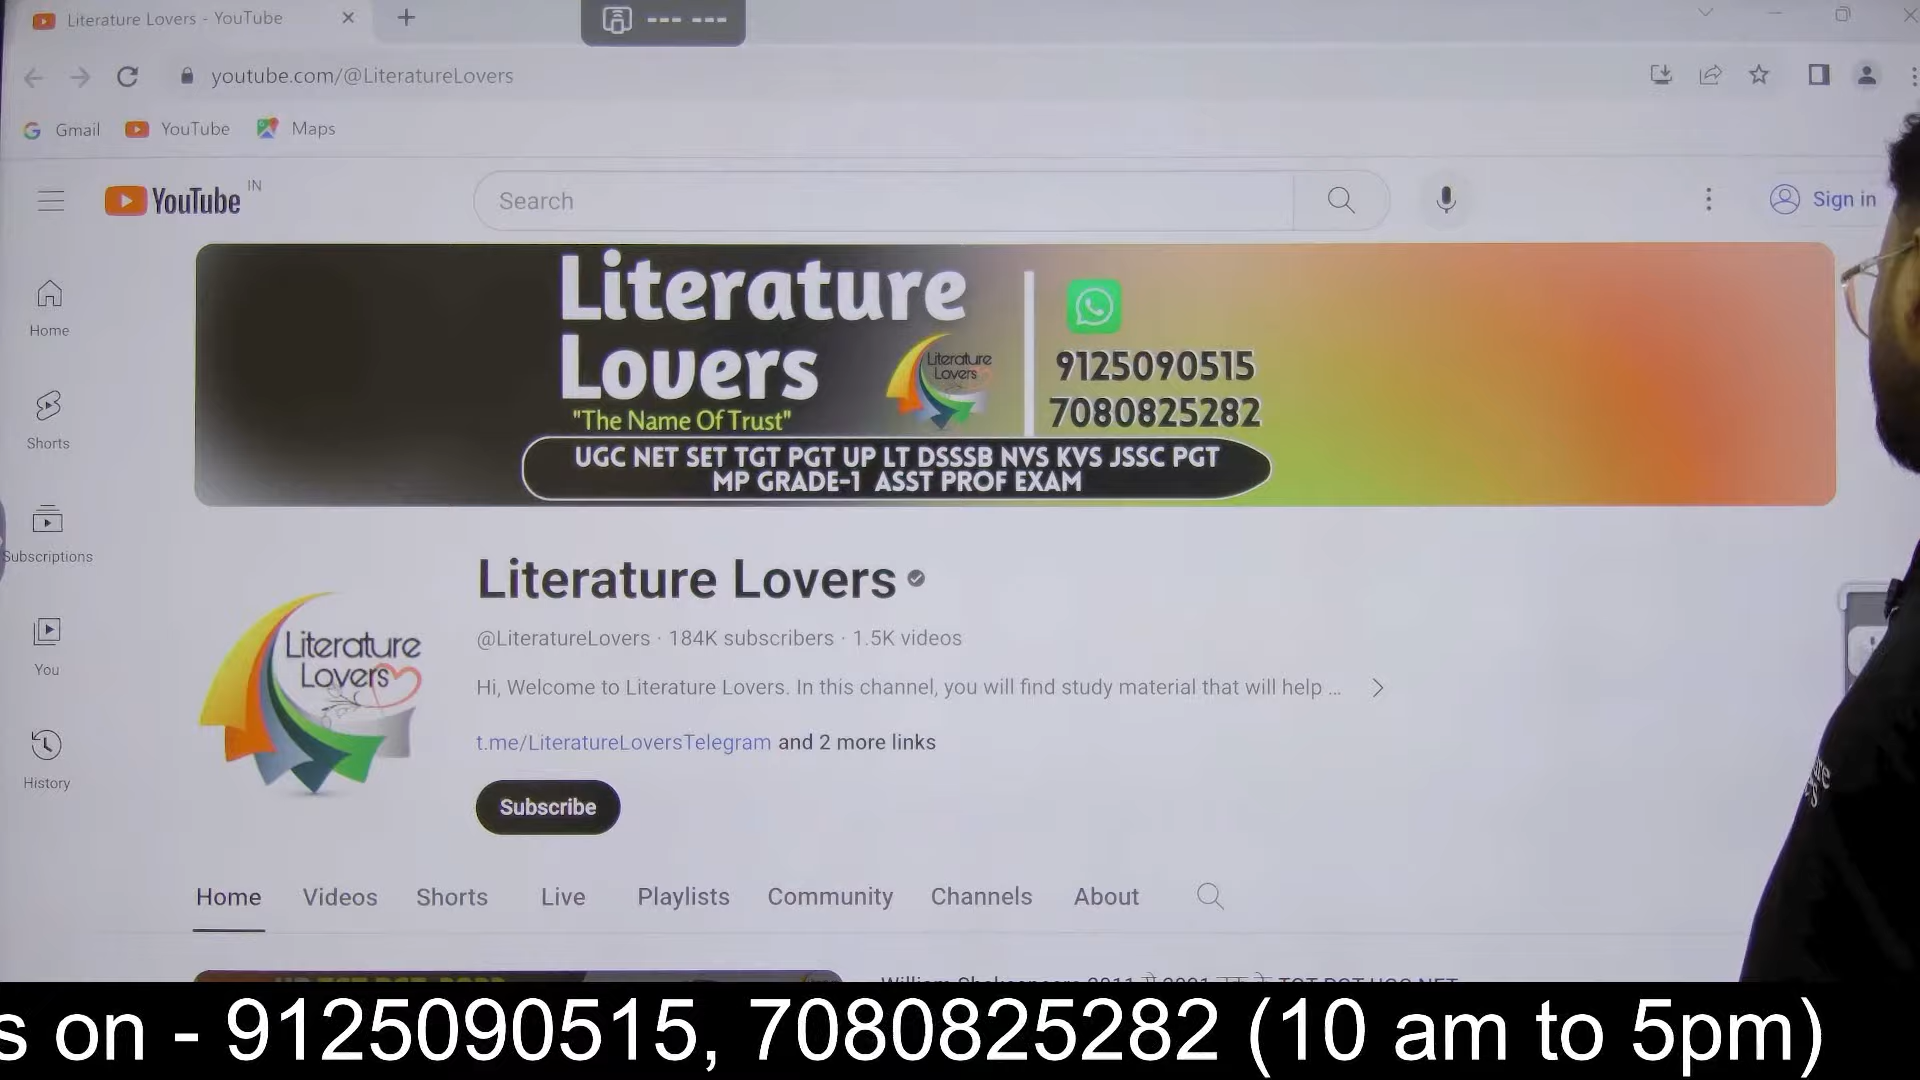 Literature Lovers - YouTube
--- ---
youtube.com/@LiteratureLovers
Gmail YouTube Maps
YouTube IN
Search
Sign in
Home
Shorts
Subscriptions
You
History
Literature
Lovers
"The Name Of Trust"
Literature
Lovers
9125090515
7080825282
UGC NET SET TGT PGT UP LT DSSSB NVS KVS JSSC PGT
MP GRADE-1 ASST PROF EXAM
Literature
Lovers
Literature Lovers
@LiteratureLovers · 184K subscribers · 1.5K videos
Hi, Welcome to Literature Lovers. In this channel, you will find study material that will help ...
t.me/LiteratureLoversTelegram and 2 more links
Subscribe
Home Videos Shorts Live Playlists Community Channels About
s on - 9125090515, 7080825282 (10 am to 5pm)